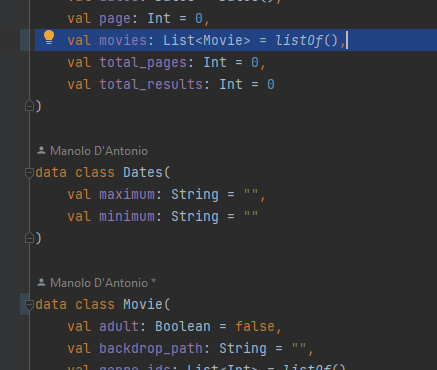 val page: Int = 0,
val movies: List<Movie> = listOf(),
val total_pages: Int = 0,
val total_results: Int = 0
)
Manolo D'Antonio
data class Dates(
val maximum: String = "",
val minimum: String = ""
)
Manolo D'Antonio *
data class Movie(
val adult: Boolean = false,
val backdrop_path: String = "",